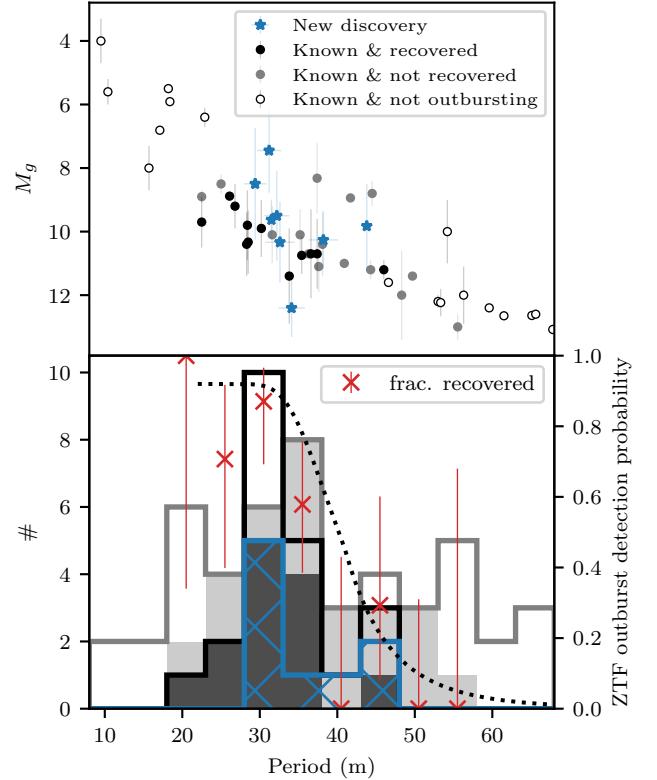 New discovery
Known & recovered
Known & not recovered
Known & not outbursting
4
6
8
10
12
M_g
frac. recovered
10
8
6
4
2
0
#
1.0
0.8
0.6
0.4
0.2
0.0
ZTF outburst detection probability
10 20 30 40 50 60
Period (m)